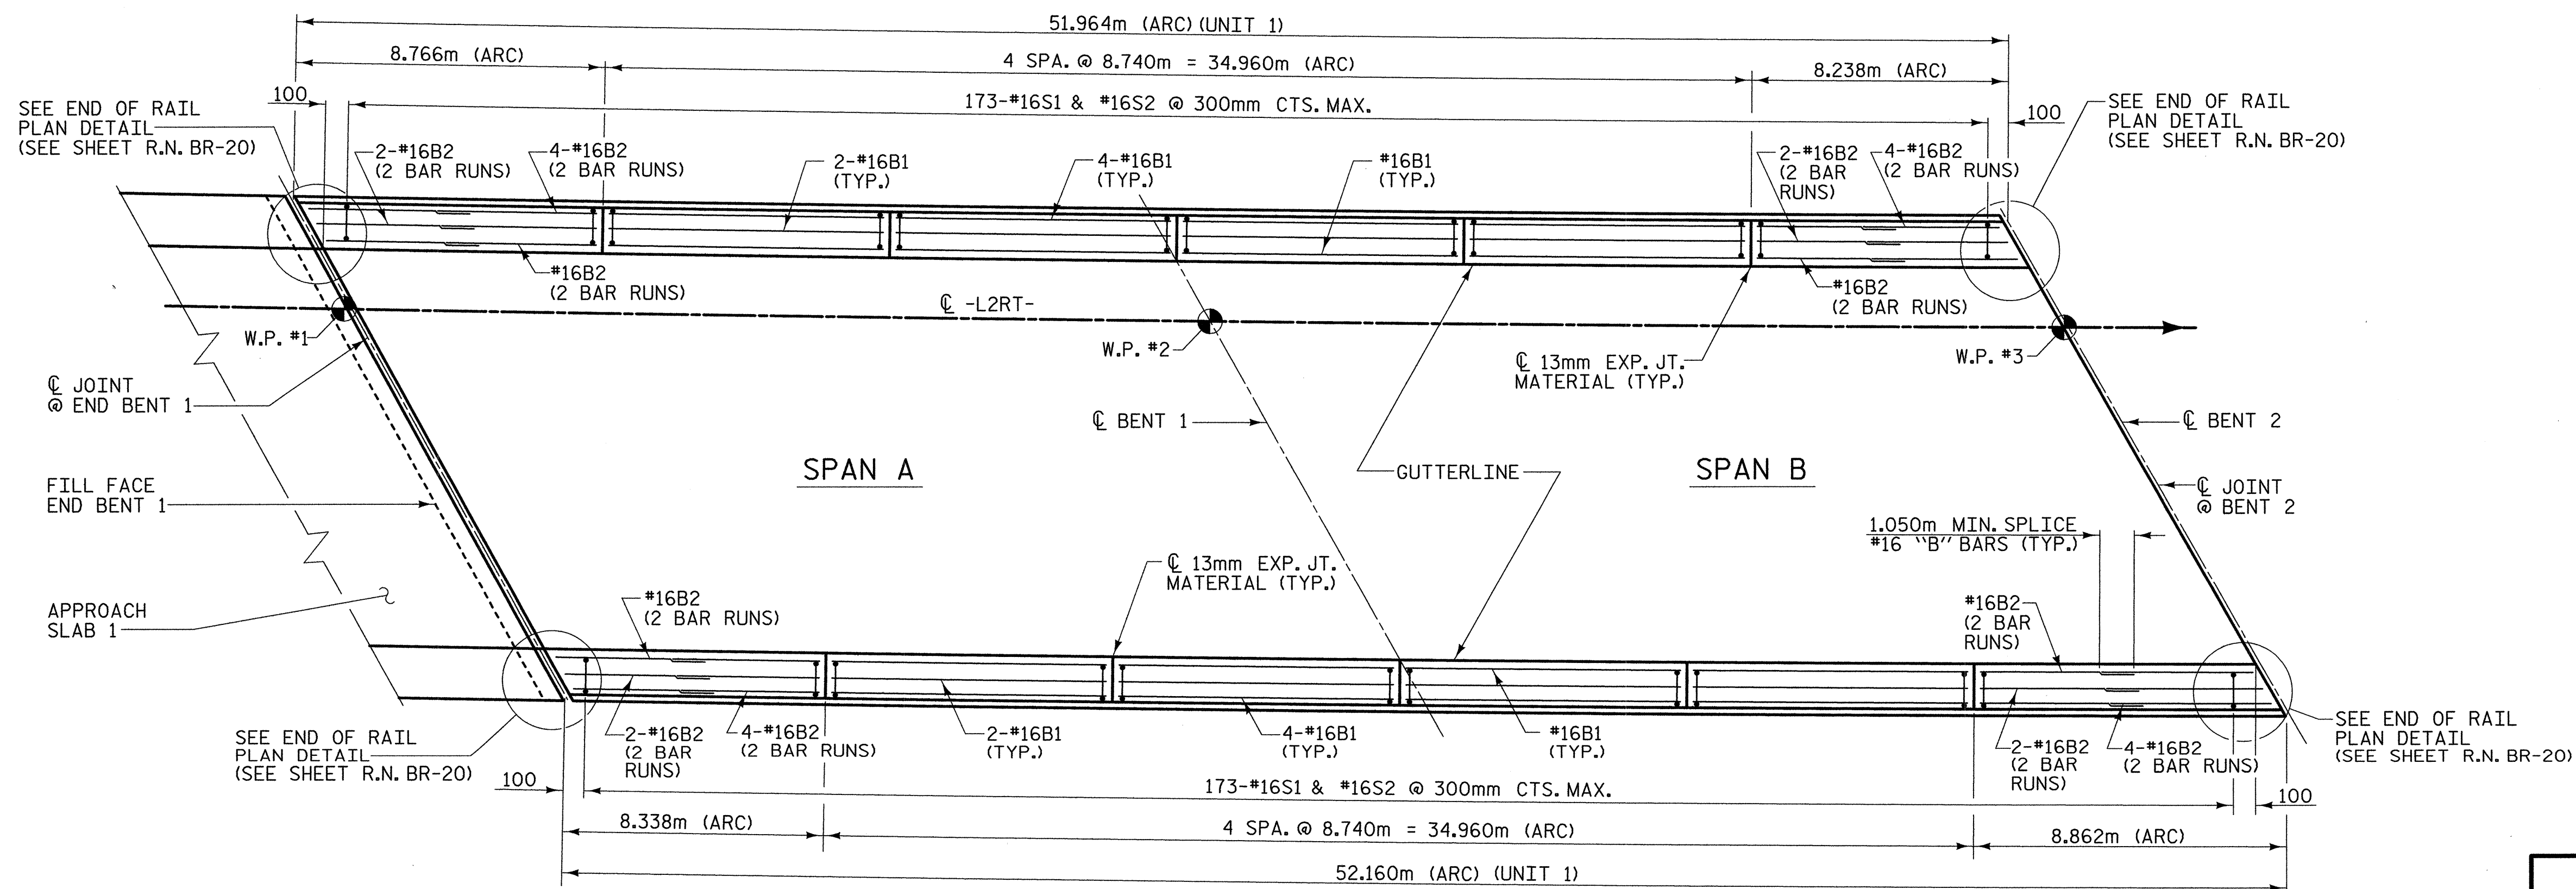 51.964m (ARC) (UNIT 1)
8.766m (ARC)
4 SPA. @ 8.740m = 34.960m (ARC)
8.238m (ARC)
100
173-#16S1 & #16S2 @ 300mm CTS. MAX.
100
SEE END OF RAIL
PLAN DETAIL
(SEE SHEET R.N. BR-20)
SEE END OF RAIL
PLAN DETAIL
(SEE SHEET R.N. BR-20)
2-#16B2
(2 BAR RUNS)
4-#16B2
(2 BAR RUNS)
2-#16B1
(TYP.)
4-#16B1
(TYP.)
#16B1
(TYP.)
2-#16B2
(2 BAR
RUNS)
4-#16B2
(2 BAR RUNS)
#16B2
(2 BAR RUNS)
#16B2
(2 BAR RUNS)
℄ -L2RT-
W.P. #1
W.P. #2
W.P. #3
℄ 13mm EXP. JT.
MATERIAL (TYP.)
℄ JOINT
@ END BENT 1
℄ BENT 1
℄ BENT 2
SPAN A
GUTTERLINE
SPAN B
FILL FACE
END BENT 1
℄ JOINT
@ BENT 2
1.050m MIN. SPLICE
#16 "B" BARS (TYP.)
℄ 13mm EXP. JT.
MATERIAL (TYP.)
APPROACH
SLAB 1
#16B2
(2 BAR RUNS)
#16B2
(2 BAR
RUNS)
SEE END OF RAIL
PLAN DETAIL
(SEE SHEET R.N. BR-20)
2-#16B2
(2 BAR
RUNS)
4-#16B2
(2 BAR RUNS)
2-#16B1
(TYP.)
4-#16B1
(TYP.)
#16B1
(TYP.)
2-#16B2
(2 BAR
RUNS)
4-#16B2
(2 BAR RUNS)
SEE END OF RAIL
PLAN DETAIL
(SEE SHEET R.N. BR-20)
100
173-#16S1 & #16S2 @ 300mm CTS. MAX.
100
8.338m (ARC)
4 SPA. @ 8.740m = 34.960m (ARC)
8.862m (ARC)
52.160m (ARC) (UNIT 1)